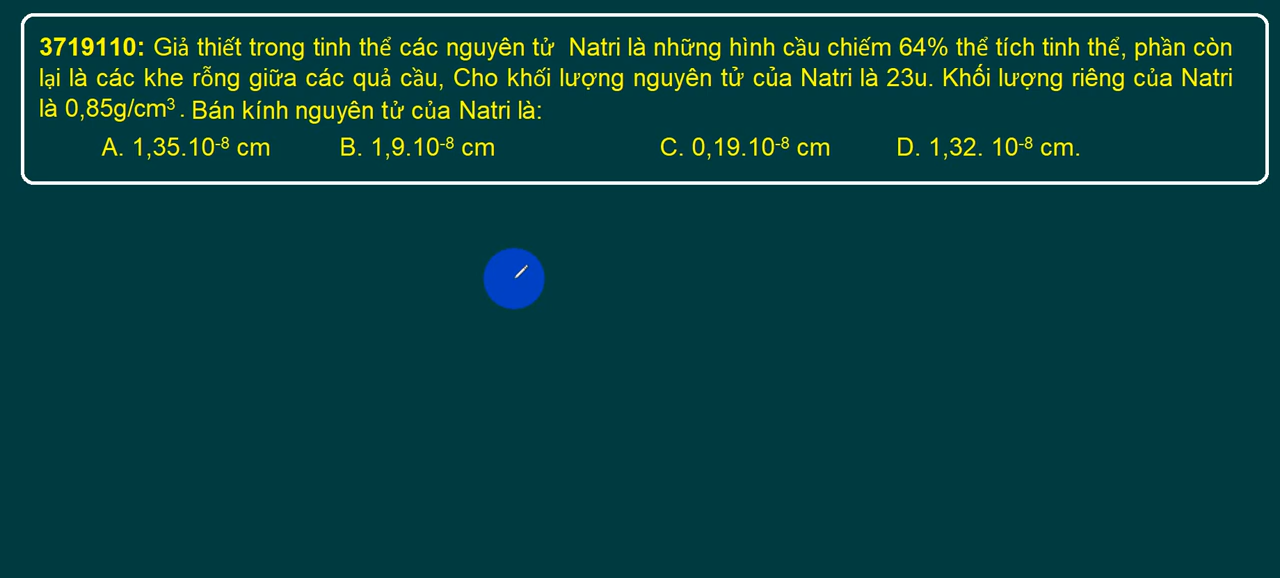 3719110: Giả thiết trong tinh thể các nguyên tử Natri là những hình cầu chiếm 64% thể tích tinh thể, phần còn
lại là các khe rỗng giữa các quả cầu, Cho khối lượng nguyên tử của Natri là 23u. Khối lượng riêng của Natri
là 0,85g/cm³ . Bán kính nguyên tử của Natri là:
A. 1,35.10⁻⁸ cm B. 1,9.10⁻⁸ cm C. 0,19.10⁻⁸ cm D. 1,32. 10⁻⁸ cm.